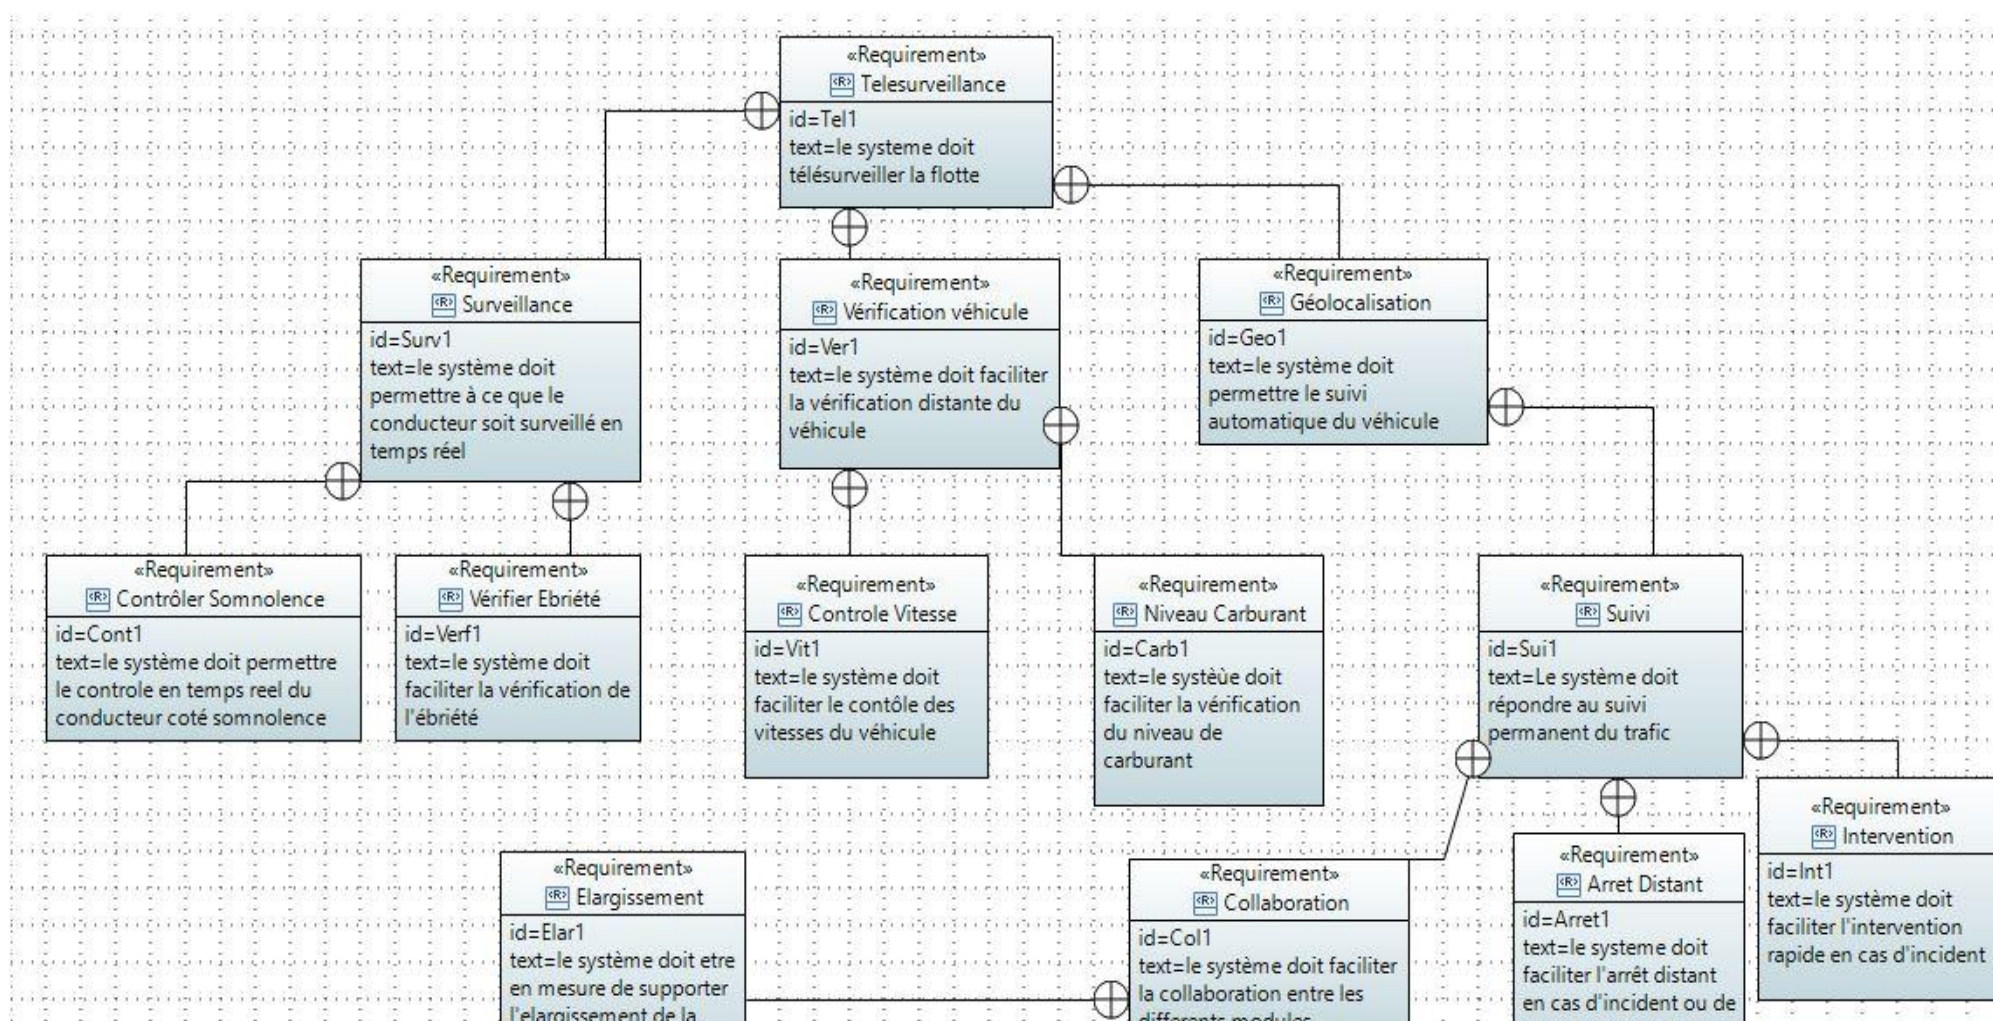 «Requirement»
Telesurveillance
id=Tel1
text=le systeme doit
télésurveiller la flotte
«Requirement»
Surveillance
id=Surv1
text=le système doit
permettre à ce que le
conducteur soit surveillé en
temps réel
«Requirement»
Vérification véhicule
id=Ver1
text=le système doit faciliter
la vérification distante du
véhicule
«Requirement»
Géolocalisation
id=Geo1
text=le système doit
permettre le suivi
automatique du véhicule
«Requirement»
Contrôler Somnolence
id=Cont1
text=le système doit permettre
le controle en temps reel du
conducteur coté somnolence
«Requirement»
Vérifier Ebriété
id=Verf1
text=le système doit
faciliter la vérification de
l'ébriété
«Requirement»
Controle Vitesse
id=Vit1
text=le système doit
faciliter le contôle des
vitesses du véhicule
«Requirement»
Niveau Carburant
id=Carb1
text=le systèùe doit
faciliter la vérification
du niveau de
carburant
«Requirement»
Suivi
id=Sui1
text=Le système doit
répondre au suivi
permanent du trafic
«Requirement»
Intervention
id=Int1
text=le système doit
faciliter l'intervention
rapide en cas d'incident
«Requirement»
Arret Distant
id=Arret1
text=le systeme doit
faciliter l'arrêt distant
en cas d'incident ou de
«Requirement»
Collaboration
id=Col1
text=le système doit faciliter
la collaboration entre les
differents modules
«Requirement»
Elargissement
id=Elar1
text=le système doit etre
en mesure de supporter
l'elargissement de la